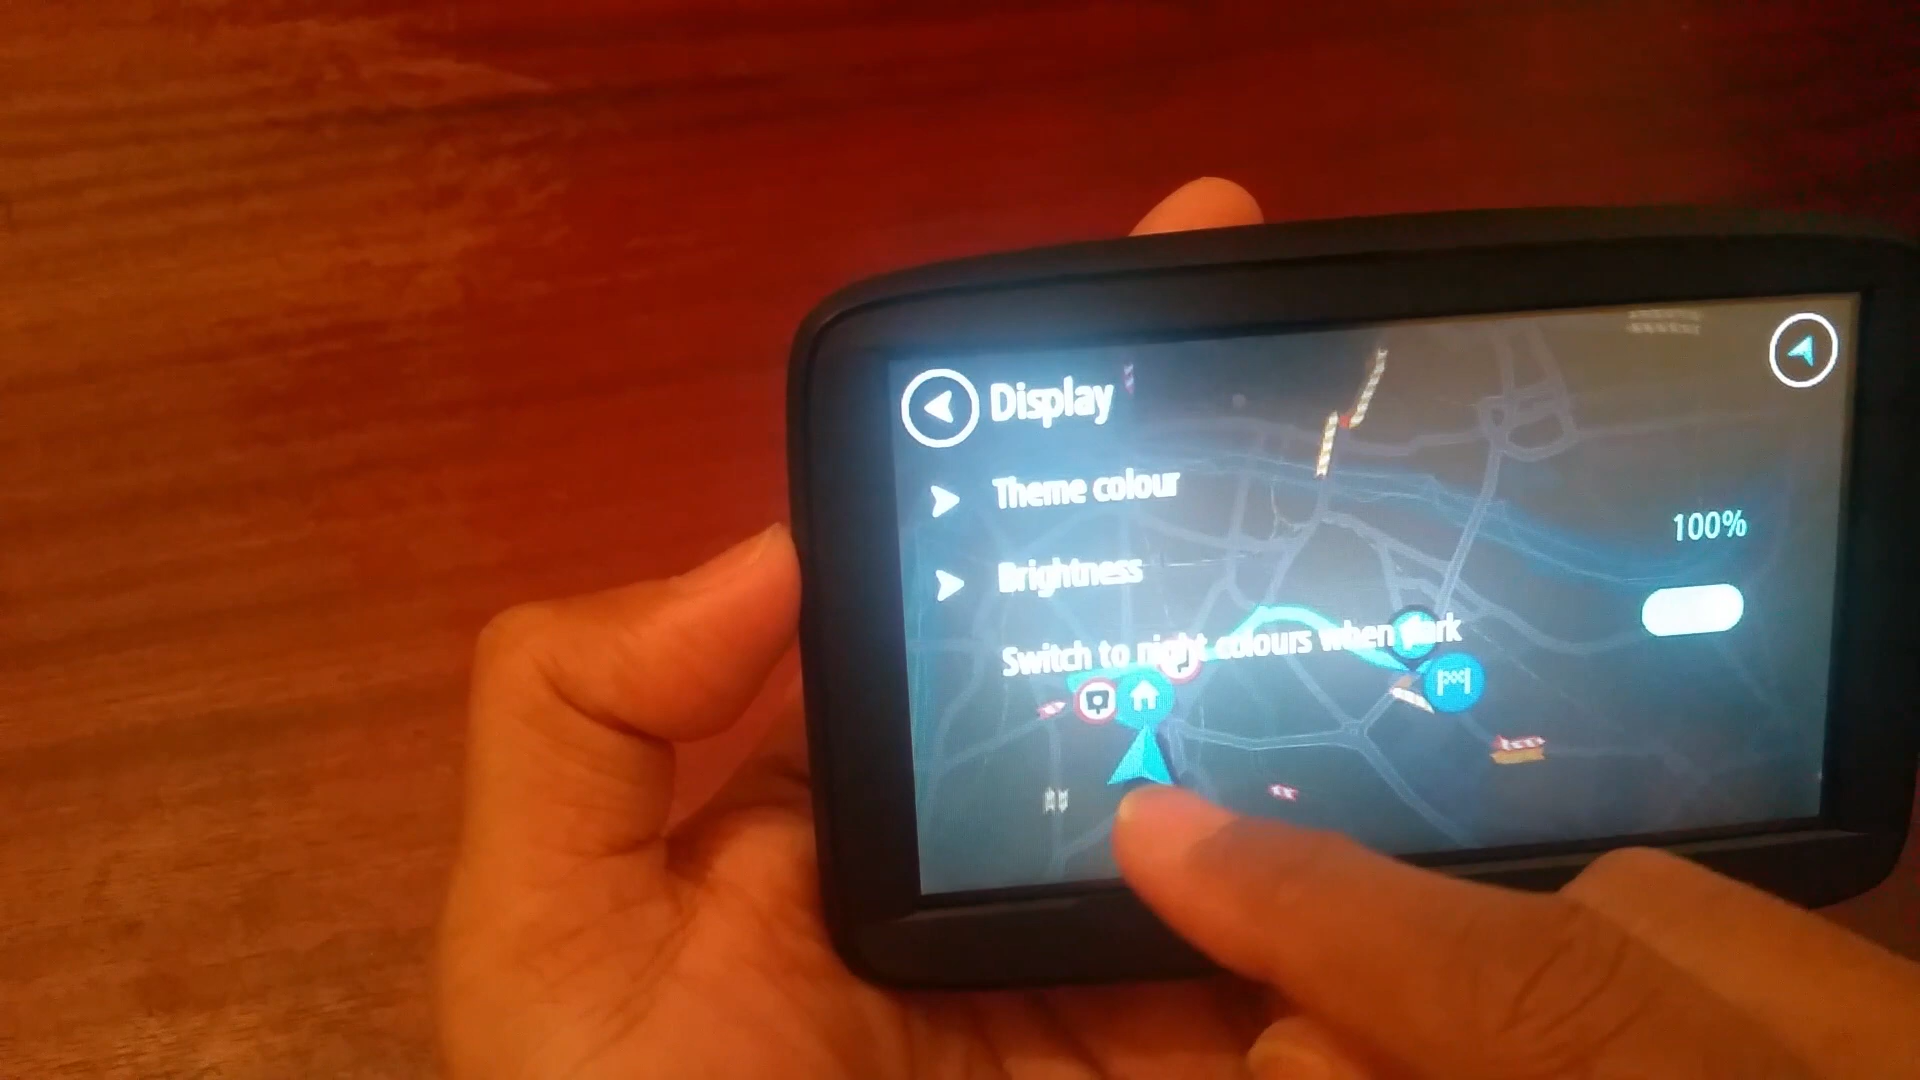 Display
Theme colour
100%
Brightness
Switch to night colours when dark